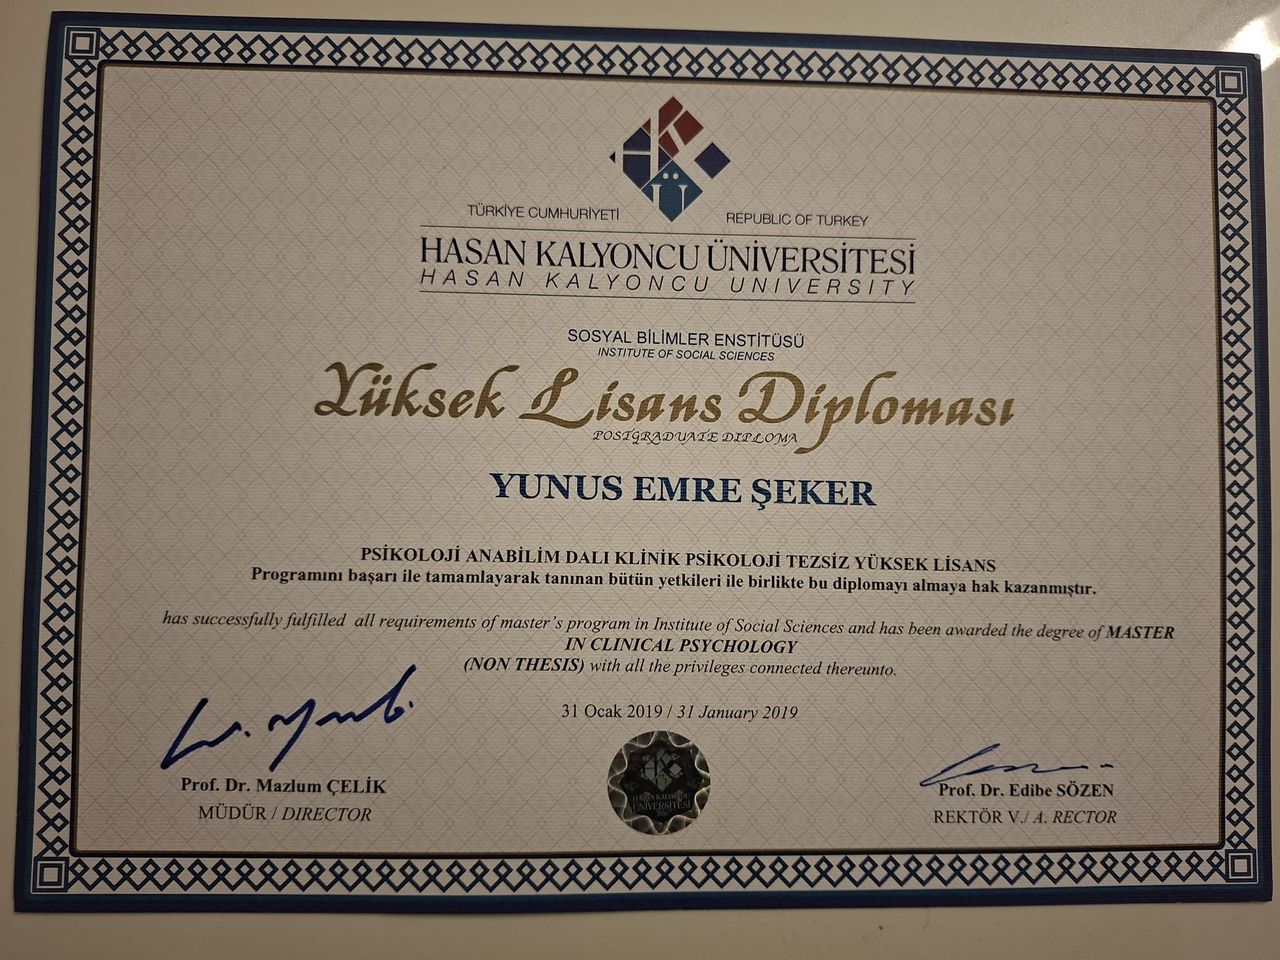 TÜRKİYE CUMHURİYETİ REPUBLIC OF TURKEY
HASAN KALYONCU ÜNİVERSİTESİ
HASAN KALYONCU UNIVERSITY
SOSYAL BİLİMLER ENSTİTÜSÜ
INSTITUTE OF SOCIAL SCIENCES
Yüksek Lisans Diploması
POSTGRADUATE DIPLOMA
YUNUS EMRE ŞEKER
PSİKOLOJİ ANABİLİM DALI KLİNİK PSİKOLOJİ TEZSİZ YÜKSEK LİSANS
Programını başarı ile tamamlayarak tanınan bütün yetkileri ile birlikte bu diplomayı almaya hak kazanmıştır.
has successfully fulfilled all requirements of master's program in Institute of Social Sciences and has been awarded the degree of MASTER
IN CLINICAL PSYCHOLOGY
(NON THESIS) with all the privileges connected thereunto.
31 Ocak 2019 / 31 January 2019
HASAN KALYONCU
ÜNİVERSİTESİ
Prof. Dr. Mazlum ÇELİK
MÜDÜR / DIRECTOR
Prof. Dr. Edibe SÖZEN
REKTÖR V./ A. RECTOR